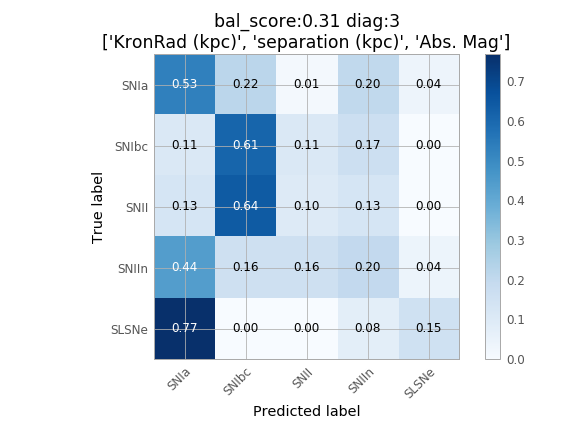 bal_score:0.31 diag:3
['KronRad (kpc)', 'separation (kpc)', 'Abs. Mag']
SNIa 0.53 0.22 0.01 0.20 0.04
SNIbc 0.11 0.61 0.11 0.17 0.00
SNII 0.13 0.64 0.10 0.13 0.00
SNIIn 0.44 0.16 0.16 0.20 0.04
SLSNe 0.77 0.00 0.00 0.08 0.15
True label
SNIa SNIbc SNII SNIIn SLSNe
Predicted label
0.7
0.6
0.5
0.4
0.3
0.2
0.1
0.0